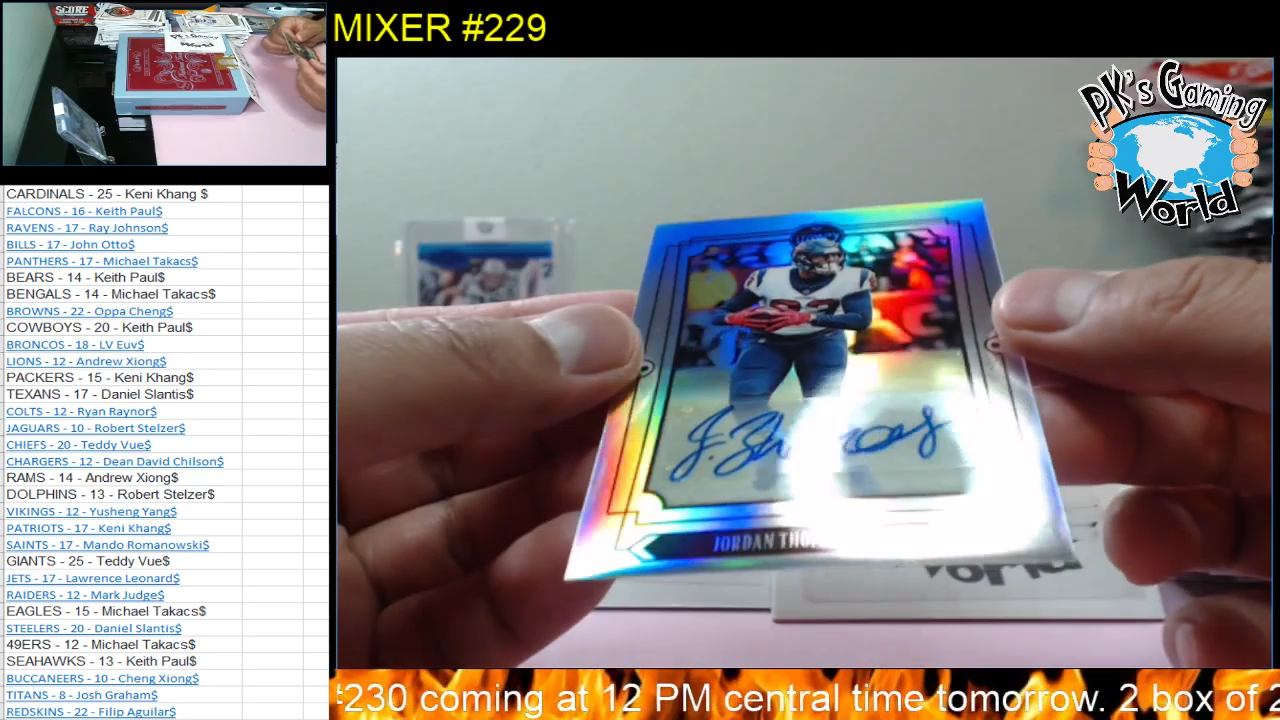 MIXER #229
PK's Gaming
World
SCORE
PK's Gaming
World
CARDINALS - 25 - Keni Khang $
FALCONS - 16 - Keith Paul$
RAVENS - 17 - Ray Johnson$
BILLS - 17 - John Otto$
PANTHERS - 17 - Michael Takacs$
BEARS - 14 - Keith Paul$
BENGALS - 14 - Michael Takacs$
BROWNS - 22 - Oppa Cheng$
COWBOYS - 20 - Keith Paul$
BRONCOS - 18 - LV Euv$
LIONS - 12 - Andrew Xiong$
PACKERS - 15 - Keni Khang$
TEXANS - 17 - Daniel Slantis$
COLTS - 12 - Ryan Raynor$
JAGUARS - 10 - Robert Stelzer$
CHIEFS - 20 - Teddy Vue$
CHARGERS - 12 - Dean David Chilson$
RAMS - 14 - Andrew Xiong$
DOLPHINS - 13 - Robert Stelzer$
VIKINGS - 12 - Yusheng Yang$
PATRIOTS - 17 - Keni Khang$
SAINTS - 17 - Mando Romanowski$
GIANTS - 25 - Teddy Vue$
JETS - 17 - Lawrence Leonard$
RAIDERS - 12 - Mark Judge$
EAGLES - 15 - Michael Takacs$
STEELERS - 20 - Daniel Slantis$
49ERS - 12 - Michael Takacs$
SEAHAWKS - 13 - Keith Paul$
BUCCANEERS - 10 - Cheng Xiong$
TITANS - 8 - Josh Graham$
REDSKINS - 22 - Filip Aguilar$
JORDAN
World
#230 coming at 12 PM central time tomorrow. 2 box of